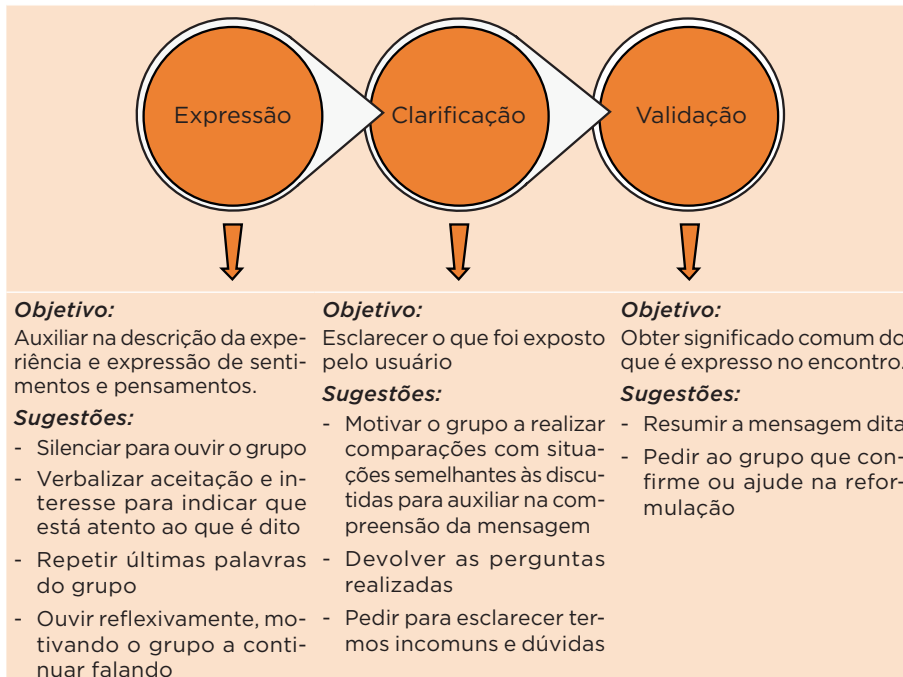 Expressão
Clarificação
Validação
Objetivo:
Auxiliar na descrição da expe-
riência e expressão de senti-
mentos e pensamentos.
Sugestões:
- Silenciar para ouvir o grupo
- Verbalizar aceitação e in-
teresse para indicar que
está atento ao que é dito
- Repetir últimas palavras
do grupo
- Ouvir reflexivamente, mo-
tivando o grupo a conti-
nuar falando
Objetivo:
Esclarecer o que foi exposto
pelo usuário
Sugestões:
- Motivar o grupo a realizar
comparações com situa-
ções semelhantes às discu-
tidas para auxiliar na com-
preensão da mensagem
- Devolver as perguntas
realizadas
- Pedir para esclarecer ter-
mos incomuns e dúvidas
Objetivo:
Obter significado comum do
que é expresso no encontro.
Sugestões:
- Resumir a mensagem dita
- Pedir ao grupo que con-
firme ou ajude na refor-
mulação